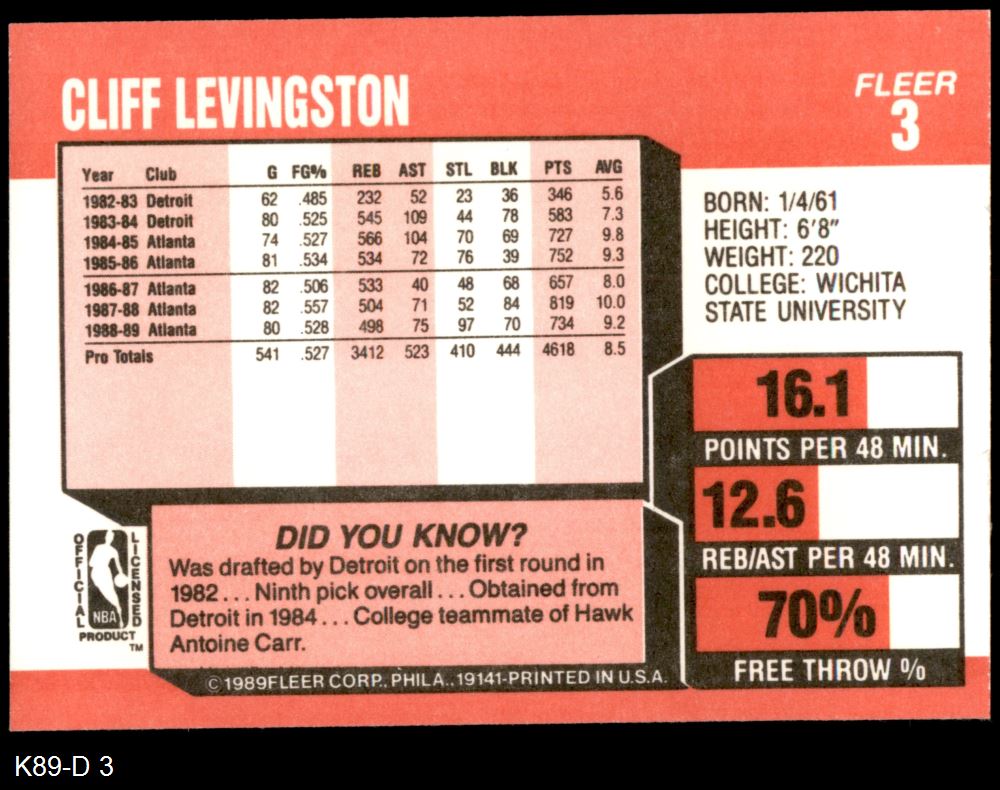 CLIFF LEVINGSTON
FLEER
3
Year Club G FG% REB AST STL BLK PTS AVG
1982-83 Detroit 62 .485 232 52 23 36 346 5.6
1983-84 Detroit 80 .525 545 109 44 78 583 7.3
1984-85 Atlanta 74 .527 566 104 70 69 727 9.8
1985-86 Atlanta 81 .534 534 72 76 39 752 9.3
1986-87 Atlanta 82 .506 533 40 48 68 657 8.0
1987-88 Atlanta 82 .557 504 71 52 84 819 10.0
1988-89 Atlanta 80 .528 498 75 97 70 734 9.2
Pro Totals 541 .527 3412 523 410 444 4618 8.5
BORN: 1/4/61
HEIGHT: 6'8"
WEIGHT: 220
COLLEGE: WICHITA
STATE UNIVERSITY
16.1
POINTS PER 48 MIN.
12.6
REB/AST PER 48 MIN.
70%
FREE THROW %
OFFICIAL
LICENSED
NBA
PRODUCT
TM
DID YOU KNOW?
Was drafted by Detroit on the first round in
1982 . . . Ninth pick overall . . . Obtained from
Detroit in 1984 . . . College teammate of Hawk
Antoine Carr.
©1989FLEER CORP., PHILA., 19141-PRINTED IN U.S.A.
K89-D 3